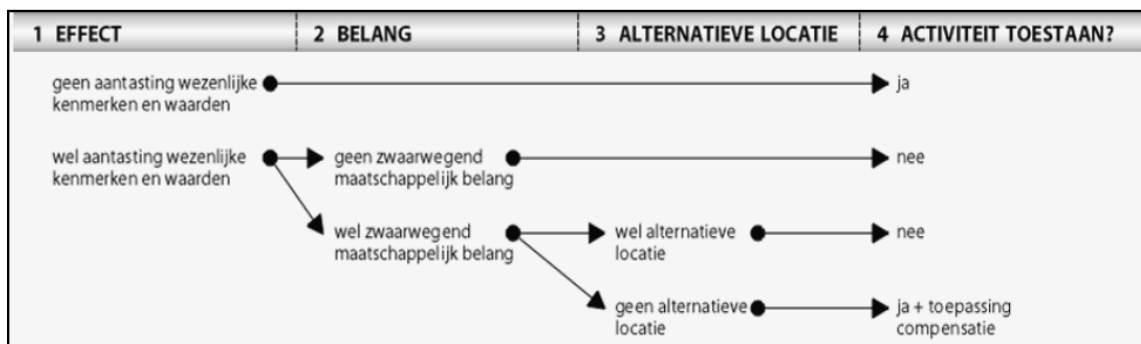 1 EFFECT
2 BELANG
3 ALTERNATIEVE LOCATIE
4 ACTIVITEIT TOESTAAN?
geen aantasting wezenlijke
kenmerken en waarden
ja
wel aantasting wezenlijke
kenmerken en waarden
geen zwaarwegend
maatschappelijk belang
nee
wel zwaarwegend
maatschappelijk belang
wel alternatieve
locatie
nee
geen alternatieve
locatie
ja + toepassing
compensatie